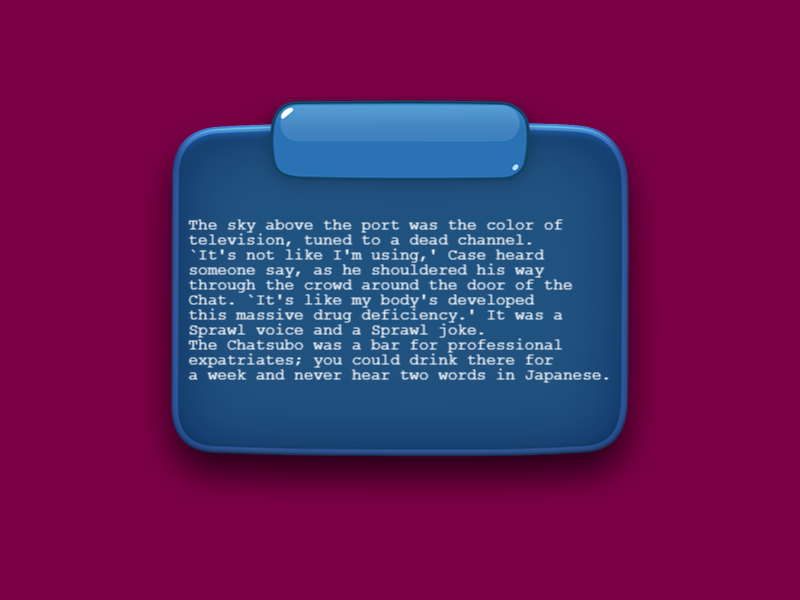 The sky above the port was the color of
television, tuned to a dead channel.
`It's not like I'm using,' Case heard
someone say, as he shouldered his way
through the crowd around the door of the
Chat. `It's like my body's developed
this massive drug deficiency.' It was a
Sprawl voice and a Sprawl joke.
The Chatsubo was a bar for professional
expatriates; you could drink there for
a week and never hear two words in Japanese.